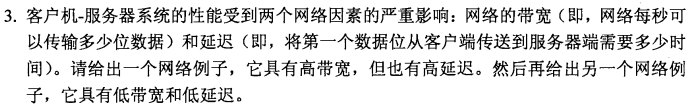 3. 客户机-服务器系统的性能受到两个网络因素的严重影响：网络的带宽（即，网络每秒可
以传输多少位数据）和延迟（即，将第一个数据位从客户端传送到服务器端需要多少时
间）。请给出一个网络例子，它具有高带宽，但也有高延迟。然后再给出另一个网络例
子，它具有低带宽和低延迟。